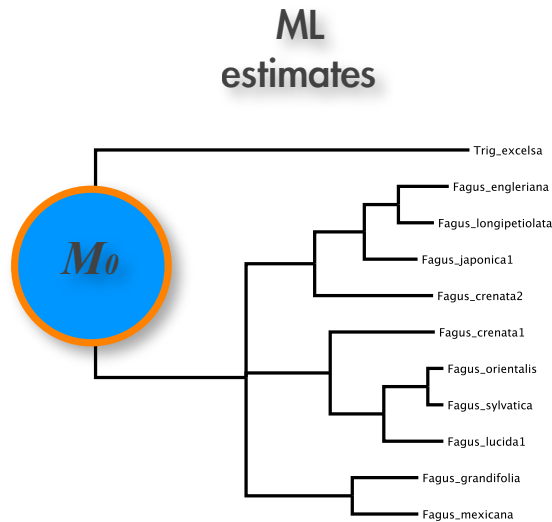 ML
estimates
Trig_excelsa
Fagus_engleriana
M0
Fagus_longipetiolata
Fagus_japonica1
Fagus_crenata2
Fagus_crenata1
Fagus_orientalis
Fagus_sylvatica
Fagus_lucida1
Fagus_grandifolia
Fagus_mexicana